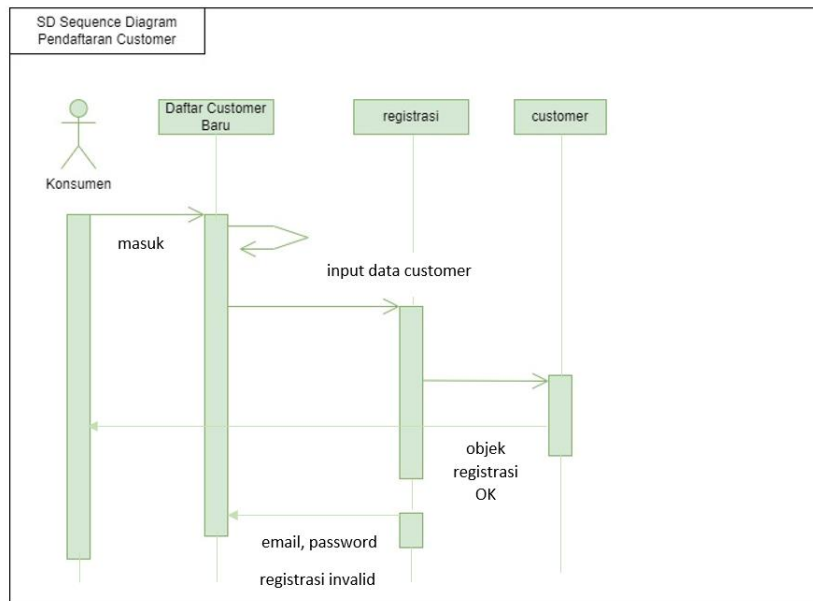 SD Sequence Diagram
Pendaftaran Customer
Daftar Customer
Baru
registrasi
customer
Konsumen
masuk
input data customer
objek
registrasi
OK
email, password
registrasi invalid